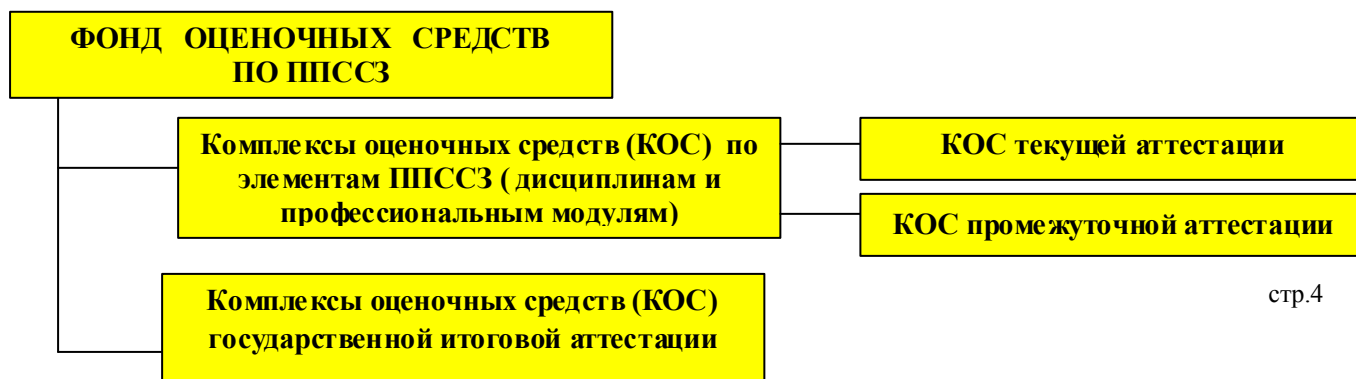 ФОНД ОЦЕНОЧНЫХ СРЕДСТВ
ПО ППССЗ
Комплексы оценочных средств (КОС) по
элементам ППССЗ ( дисциплинам и
профессиональным модулям)
КОС текущей аттестации
КОС промежуточной аттестации
Комплексы оценочных средств (КОС)
государственной итоговой аттестации
стр.4